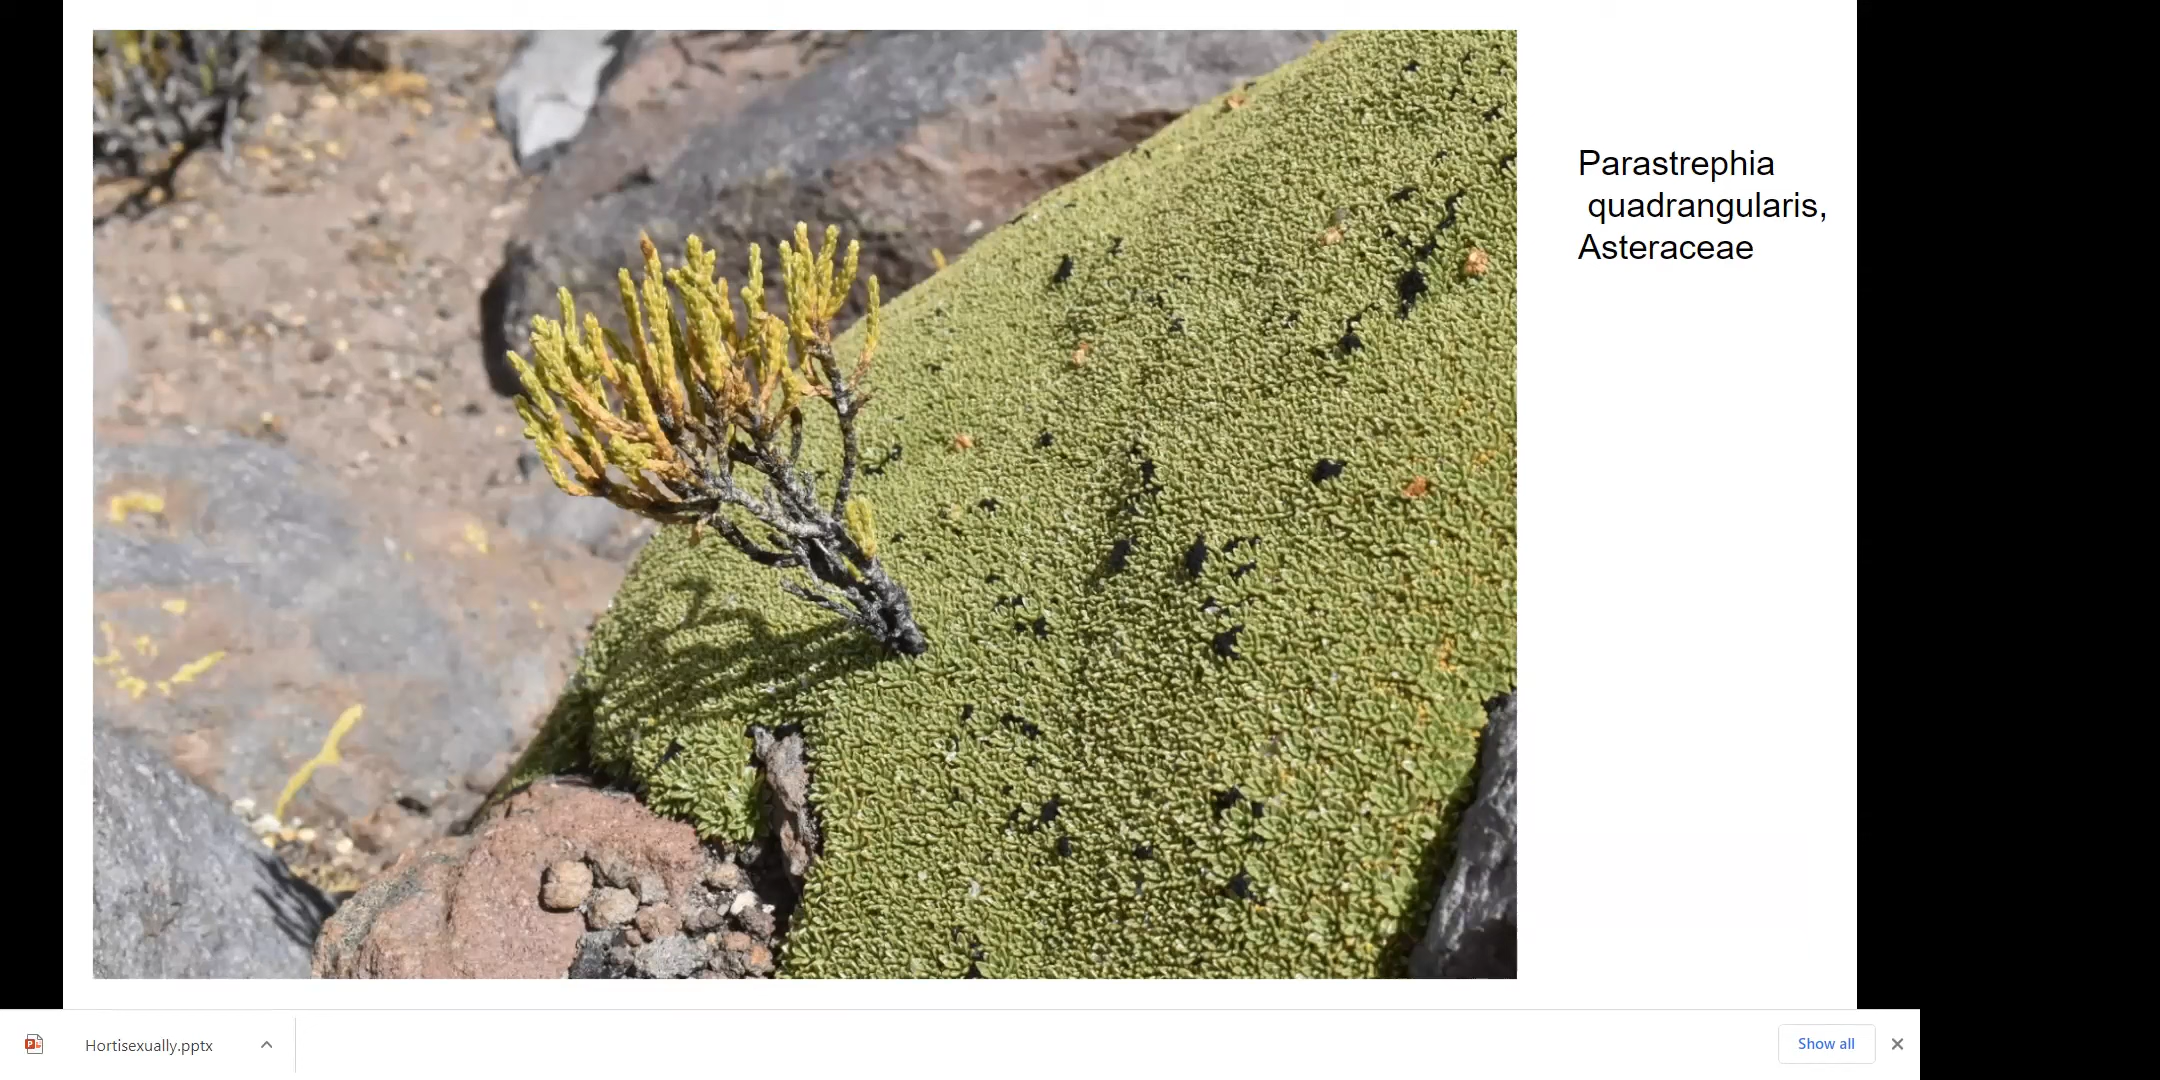 Parastrephia
quadrangularis,
Asteraceae
Hortisexually.pptx
Show all